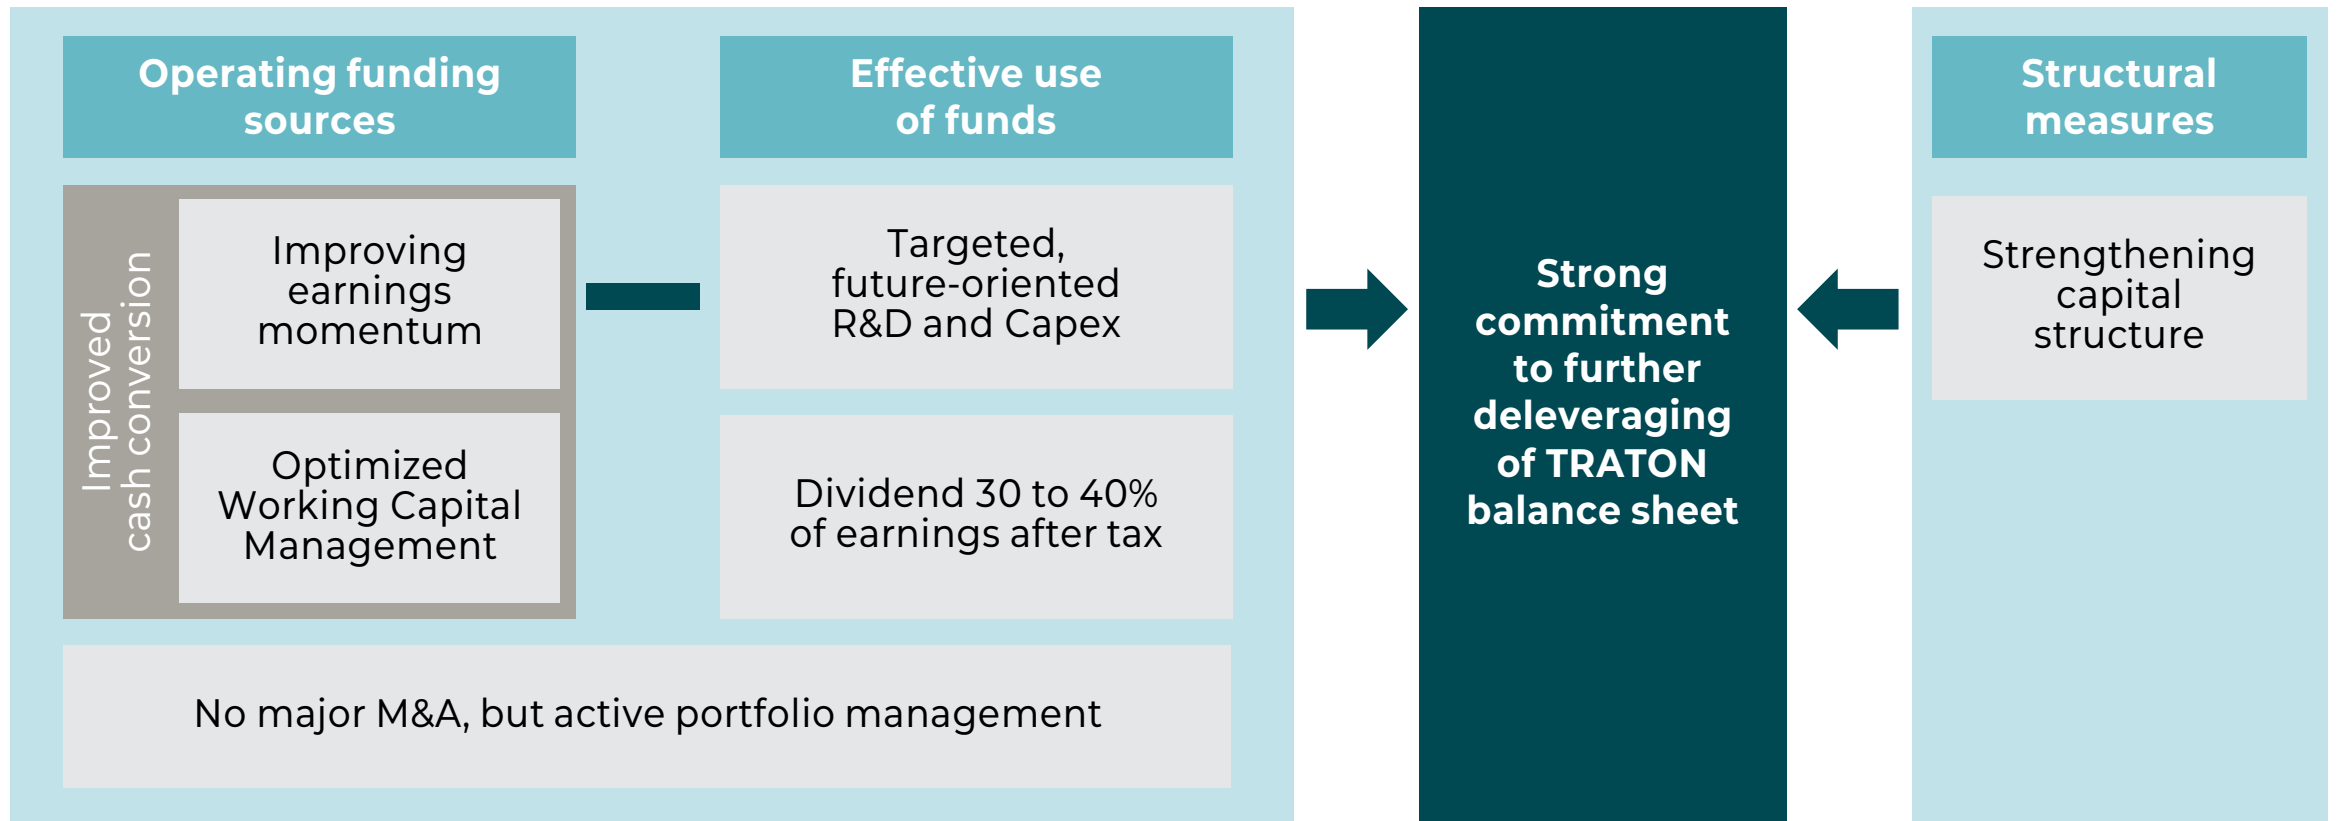 Operating funding
sources
Improved
cash conversion
Improving
earnings
momentum
Optimized
Working Capital
Management
Effective use
of funds
Targeted,
future-oriented
R&D and Capex
Dividend 30 to 40%
of earnings after tax
No major M&A, but active portfolio management
Strong
commitment
to further
deleveraging
of TRATON
balance sheet
Structural
measures
Strengthening
capital
structure